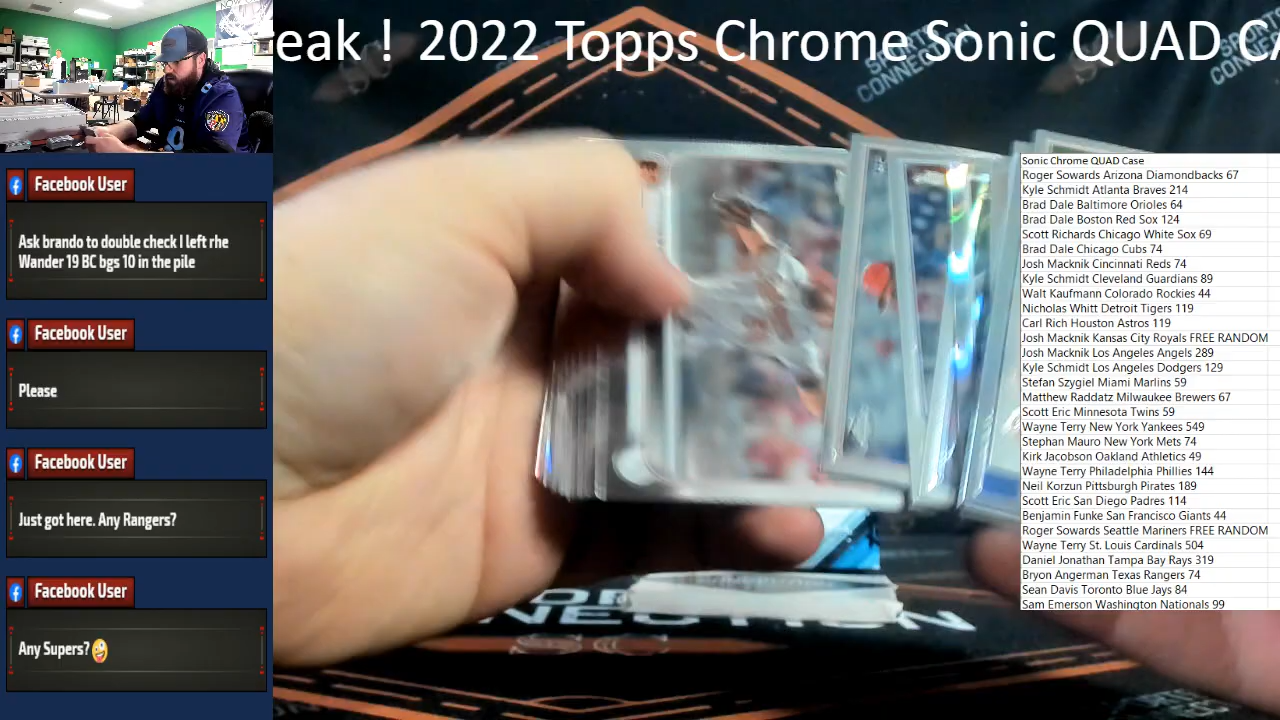 eak ! 2022 Topps Chrome Sonic QUAD CA
SPORTS
CONNECTION
Facebook User
Ask brando to double check I left rhe
Wander 19 BC bgs 10 in the pile
Facebook User
Please
Facebook User
Just got here. Any Rangers?
Facebook User
Any Supers?🤪
Sonic Chrome QUAD Case
Roger Sowards Arizona Diamondbacks 67
Kyle Schmidt Atlanta Braves 214
Brad Dale Baltimore Orioles 64
Brad Dale Boston Red Sox 124
Scott Richards Chicago White Sox 69
Brad Dale Chicago Cubs 74
Josh Macknik Cincinnati Reds 74
Kyle Schmidt Cleveland Guardians 89
Walt Kaufmann Colorado Rockies 44
Nicholas Whitt Detroit Tigers 119
Carl Rich Houston Astros 119
Josh Macknik Kansas City Royals FREE RANDOM
Josh Macknik Los Angeles Angels 289
Kyle Schmidt Los Angeles Dodgers 129
Stefan Szygiel Miami Marlins 59
Matthew Raddatz Milwaukee Brewers 67
Scott Eric Minnesota Twins 59
Wayne Terry New York Yankees 549
Stephan Mauro New York Mets 74
Kirk Jacobson Oakland Athletics 49
Wayne Terry Philadelphia Phillies 144
Neil Korzun Pittsburgh Pirates 189
Scott Eric San Diego Padres 114
Benjamin Funke San Francisco Giants 44
Roger Sowards Seattle Mariners FREE RANDOM
Wayne Terry St. Louis Cardinals 504
Daniel Jonathan Tampa Bay Rays 319
Bryon Angerman Texas Rangers 74
Sean Davis Toronto Blue Jays 84
Sam Emerson Washington Nationals 99